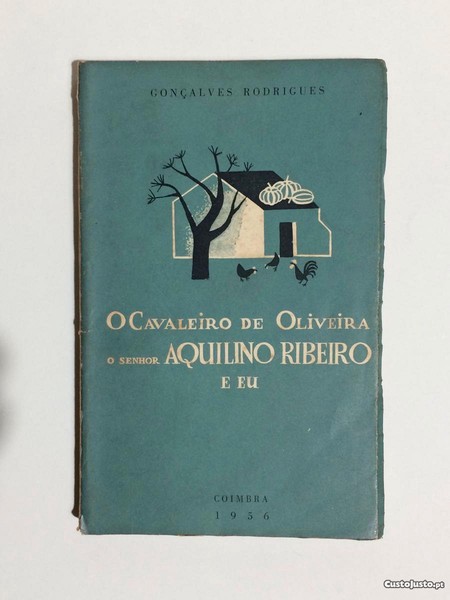 GONÇALVES RODRIGUES
O CAVALEIRO DE OLIVEIRA
O SENHOR AQUILINO RIBEIRO
E EU
COIMBRA
1956
CustoJusto.pt